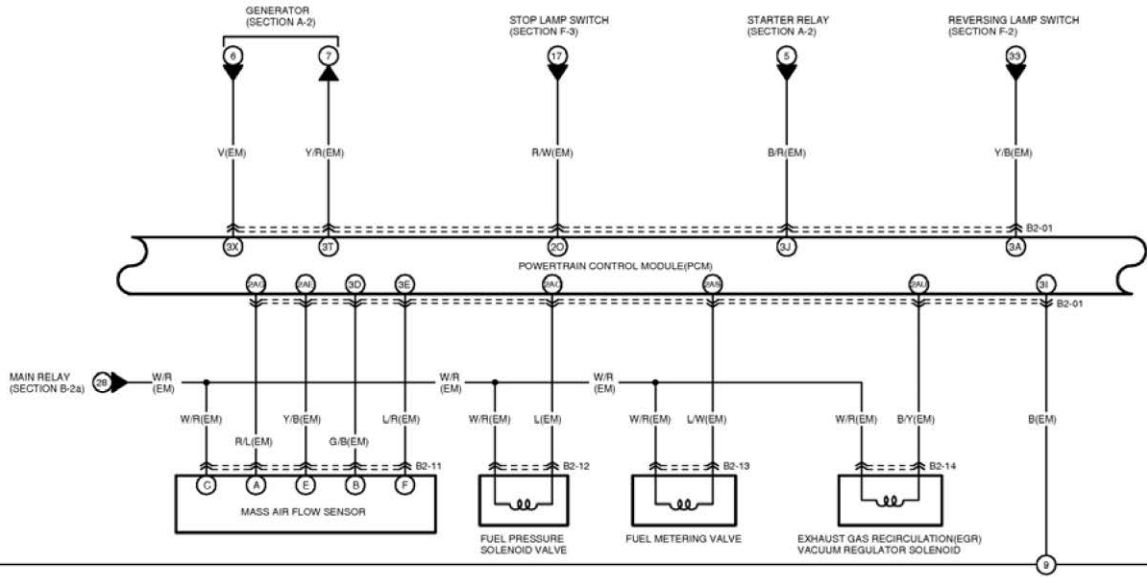 GENERATOR
(SECTION A-2)
STOP LAMP SWITCH
(SECTION F-3)
STARTER RELAY
(SECTION A-2)
REVERSING LAMP SWITCH
(SECTION F-2)
6 7 17 5 33
V(EM) Y/R(EM) R/W(EM) B/R(EM) Y/B(EM)
B2-01
3X 3T 2O 3J 3A
POWERTRAIN CONTROL MODULE(PCM)
2AE 3D 3E 2AS 2AU 3I
B2-01
MAIN RELAY
(SECTION B-2a)
28
W/R
(EM)
W/R
(EM)
W/R
(EM)
W/R(EM) Y/B(EM) L/R(EM) W/R(EM) L(EM) W/R(EM) L/W(EM) W/R(EM) B/Y(EM) B(EM)
R/L(EM) G/B(EM)
B2-11 B2-12 B2-13 B2-14
C A E B F
MASS AIR FLOW SENSOR
FUEL PRESSURE
SOLENOID VALVE
FUEL METERING VALVE
EXHAUST GAS RECIRCULATION(EGR)
VACUUM REGULATOR SOLENOID
9